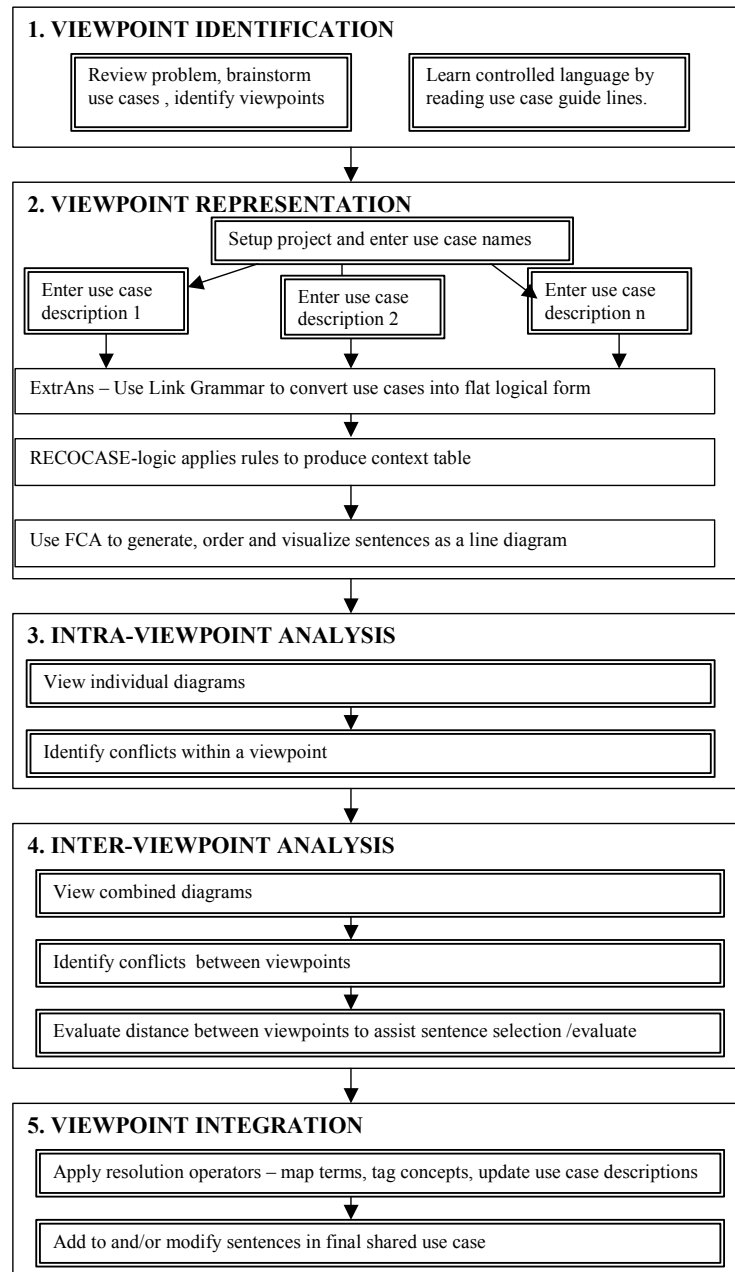 1. VIEWPOINT IDENTIFICATION
Review problem, brainstorm
use cases , identify viewpoints
Learn controlled language by
reading use case guide lines.
2. VIEWPOINT REPRESENTATION
Setup project and enter use case names
Enter use case
description 1
Enter use case
description 2
Enter use case
description n
ExtrAns – Use Link Grammar to convert use cases into flat logical form
RECOCASE-logic applies rules to produce context table
Use FCA to generate, order and visualize sentences as a line diagram
3. INTRA-VIEWPOINT ANALYSIS
View individual diagrams
Identify conflicts within a viewpoint
4. INTER-VIEWPOINT ANALYSIS
View combined diagrams
Identify conflicts between viewpoints
Evaluate distance between viewpoints to assist sentence selection /evaluate
5. VIEWPOINT INTEGRATION
Apply resolution operators – map terms, tag concepts, update use case descriptions
Add to and/or modify sentences in final shared use case